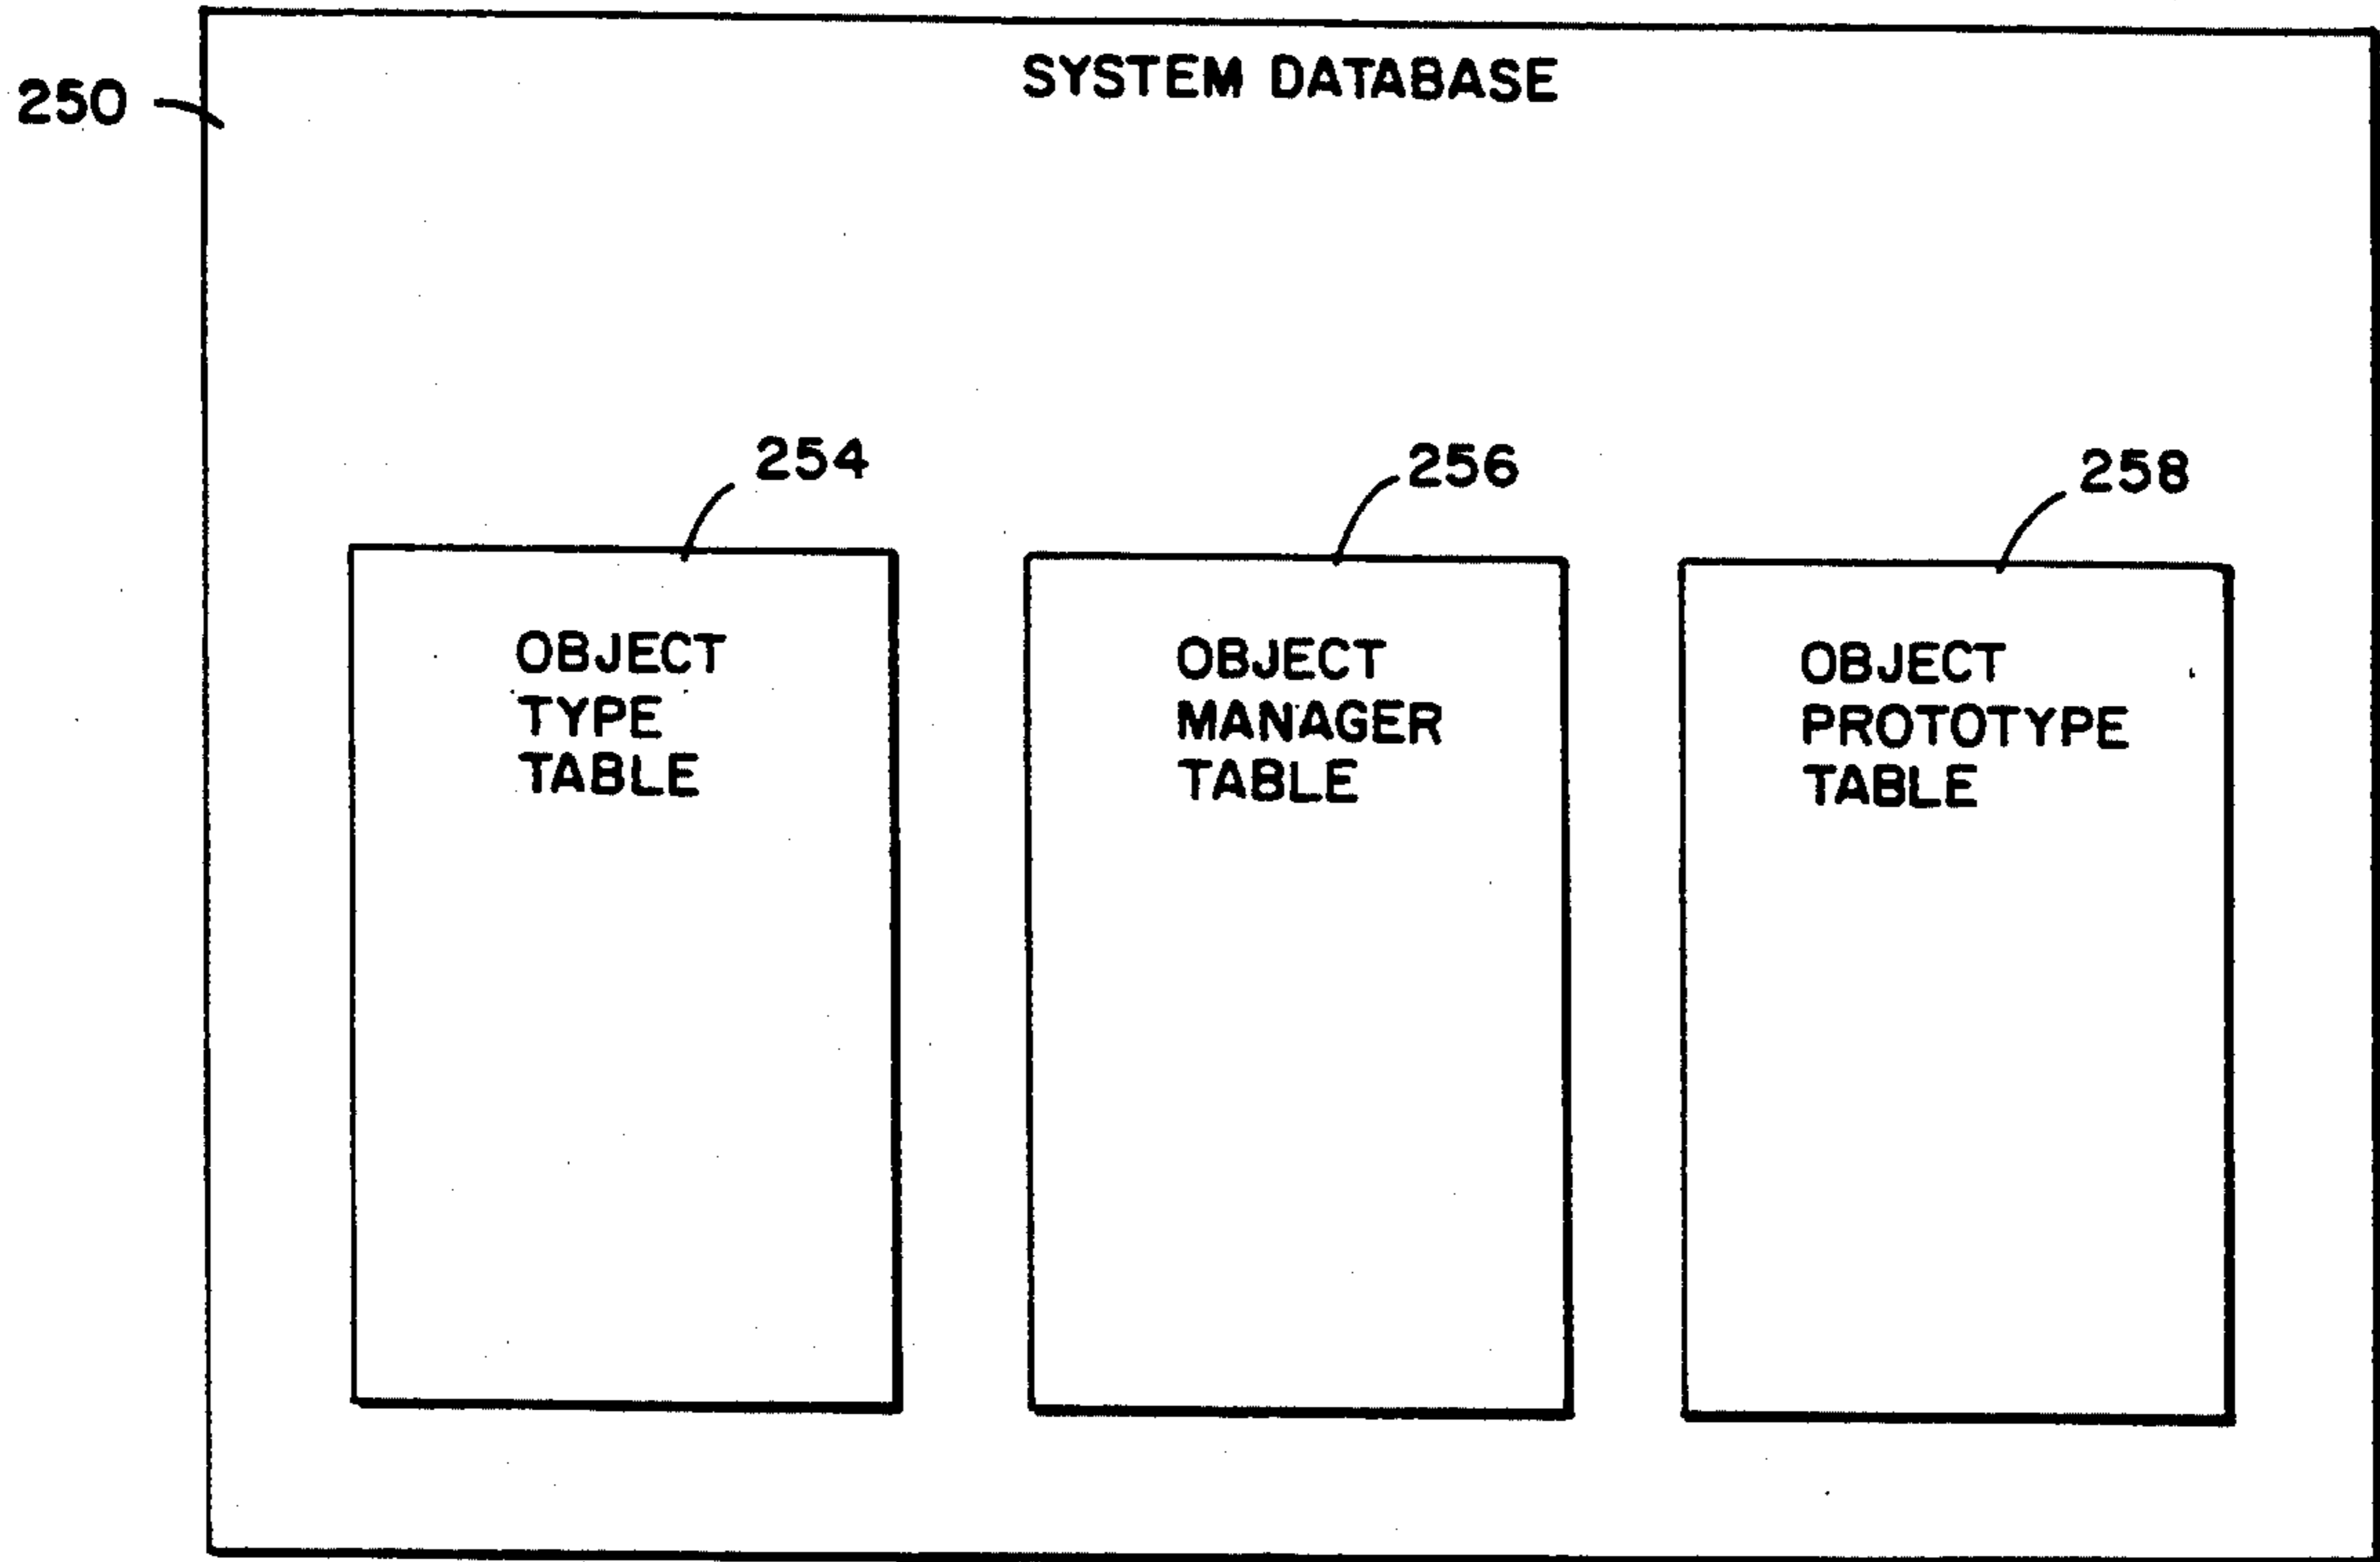 SYSTEM DATABASE
250
254
256
258
OBJECT
TYPE
TABLE
OBJECT
MANAGER
TABLE
OBJECT
PROTOTYPE
TABLE